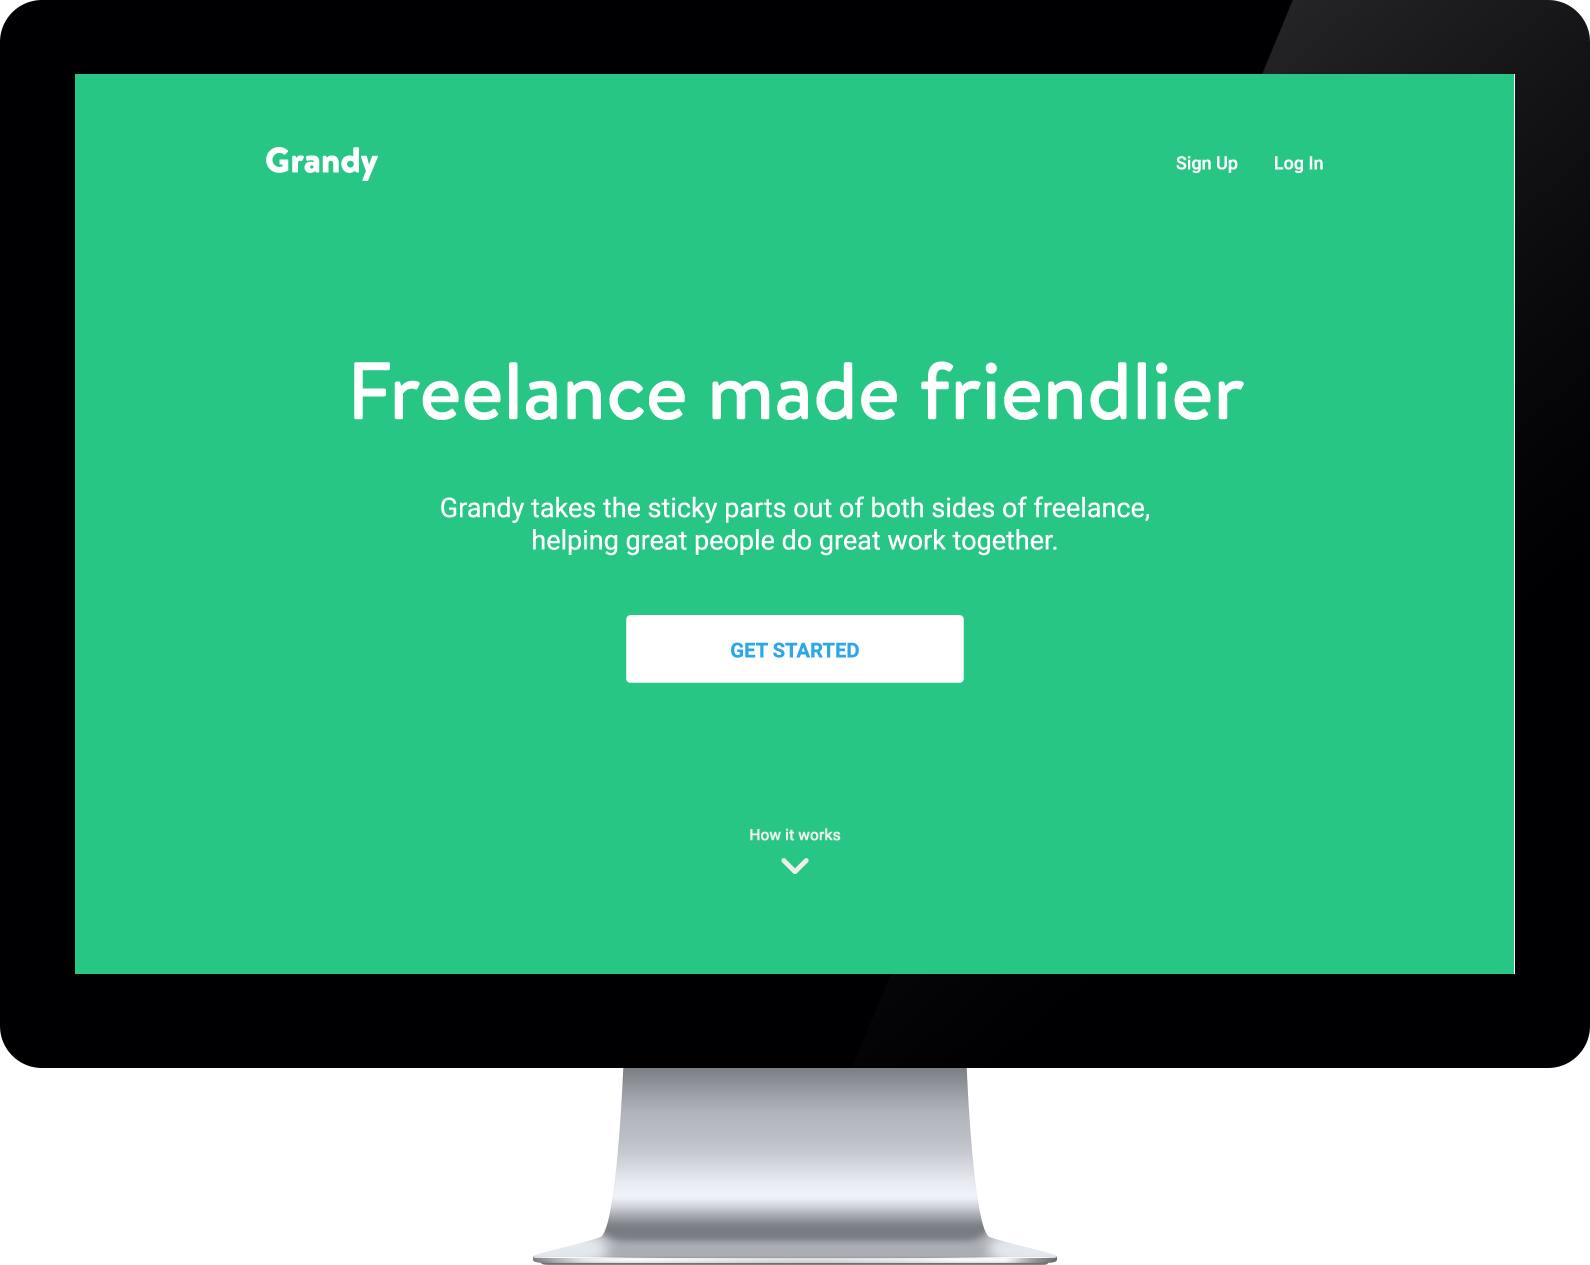 Grandy
Sign Up
Log In
Freelance made friendlier
Grandy takes the sticky parts out of both sides of freelance,
helping great people do great work together.
GET STARTED
How it works